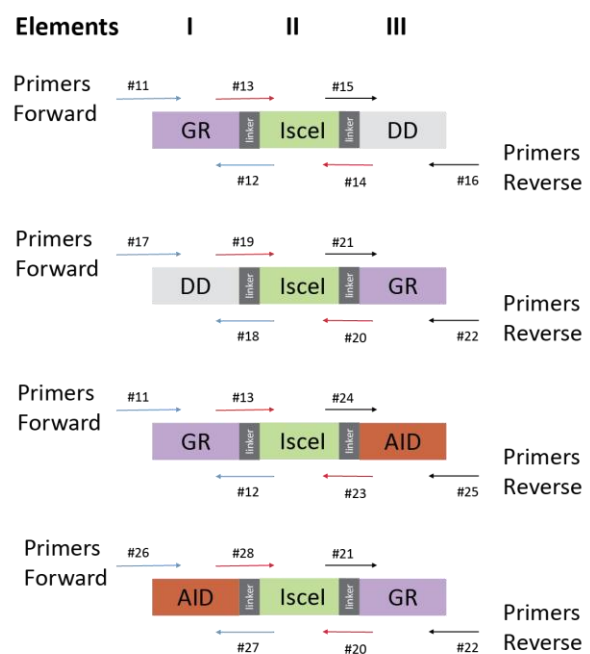 Elements I II III
Primers
Forward
#11 #13 #15
GR linker IsceI linker DD
#12 #14 #16
Primers
Reverse
Primers
Forward
#17 #19 #21
DD linker IsceI linker GR
#18 #20 #22
Primers
Reverse
Primers
Forward
#11 #13 #24
GR linker IsceI linker AID
#12 #23 #25
Primers
Reverse
Primers
Forward
#26 #28 #21
AID linker IsceI linker GR
#27 #20 #22
Primers
Reverse